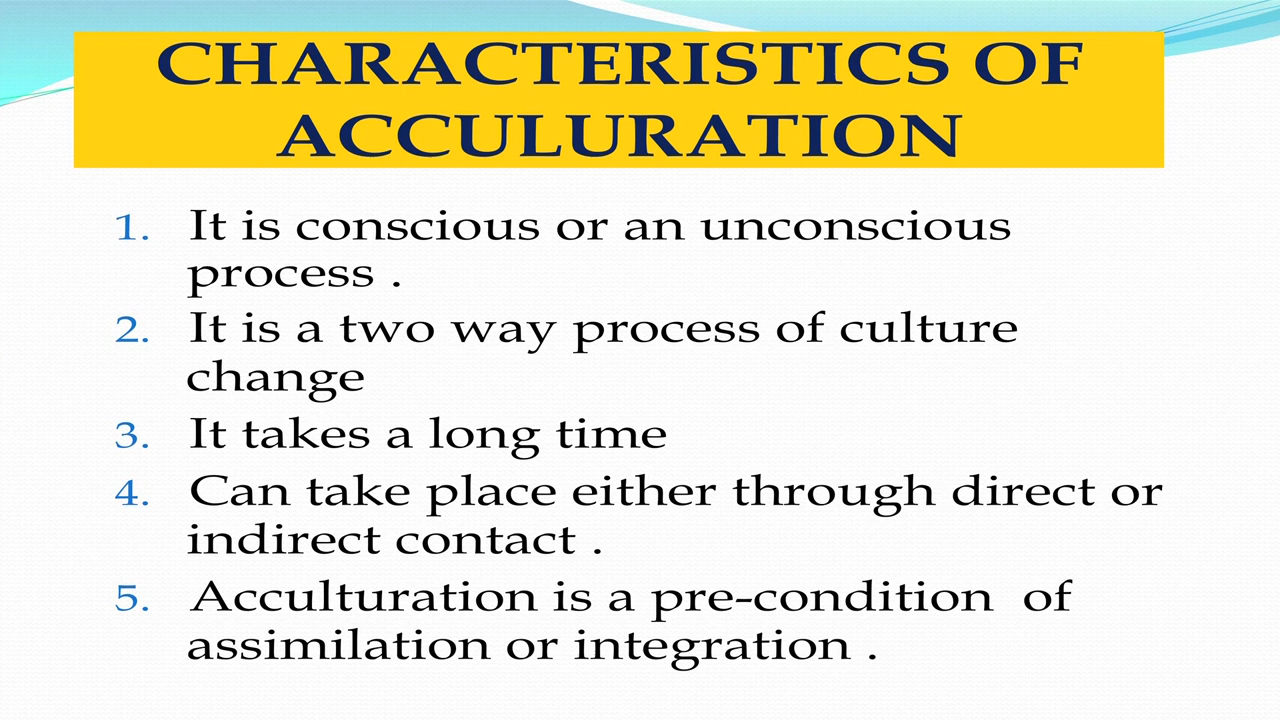 CHARACTERISTICS OF
ACCULURATION
1. It is conscious or an unconscious
process .
2. It is a two way process of culture
change
3. It takes a long time
4. Can take place either through direct or
indirect contact .
5. Acculturation is a pre-condition  of
assimilation or integration .